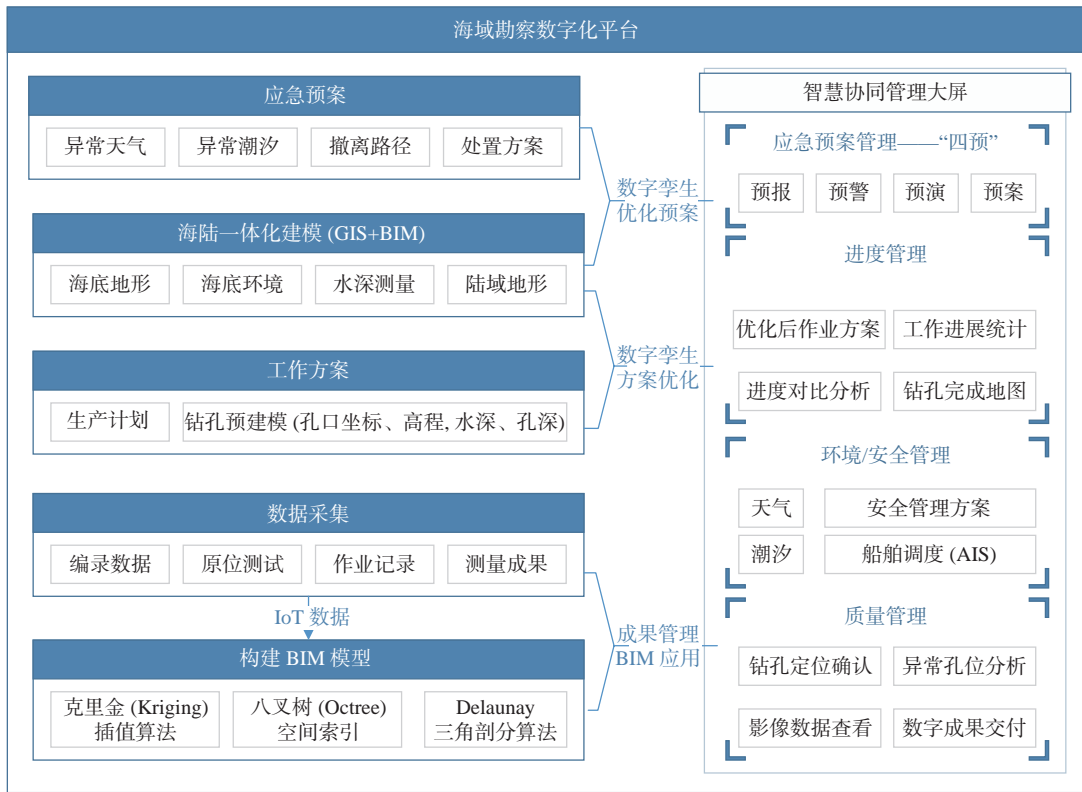 海域勘察数字化平台
应急预案
异常天气
异常潮汐
撤离路径
处置方案
海陆一体化建模 (GIS+BIM)
海底地形
海底环境
水深测量
陆域地形
工作方案
生产计划
钻孔预建模 (孔口坐标、高程, 水深、孔深)
数据采集
编录数据
原位测试
作业记录
测量成果
IoT 数据
构建 BIM 模型
克里金 (Kriging)
插值算法
八叉树 (Octree)
空间索引
Delaunay
三角剖分算法
数字孪生
优化预案
数字孪生
方案优化
成果管理
BIM 应用
智慧协同管理大屏
应急预案管理——“四预”
预报
预警
预演
预案
进度管理
优化后作业方案
工作进展统计
进度对比分析
钻孔完成地图
环境/安全管理
天气
安全管理方案
潮汐
船舶调度 (AIS)
质量管理
钻孔定位确认
异常孔位分析
影像数据查看
数字成果交付